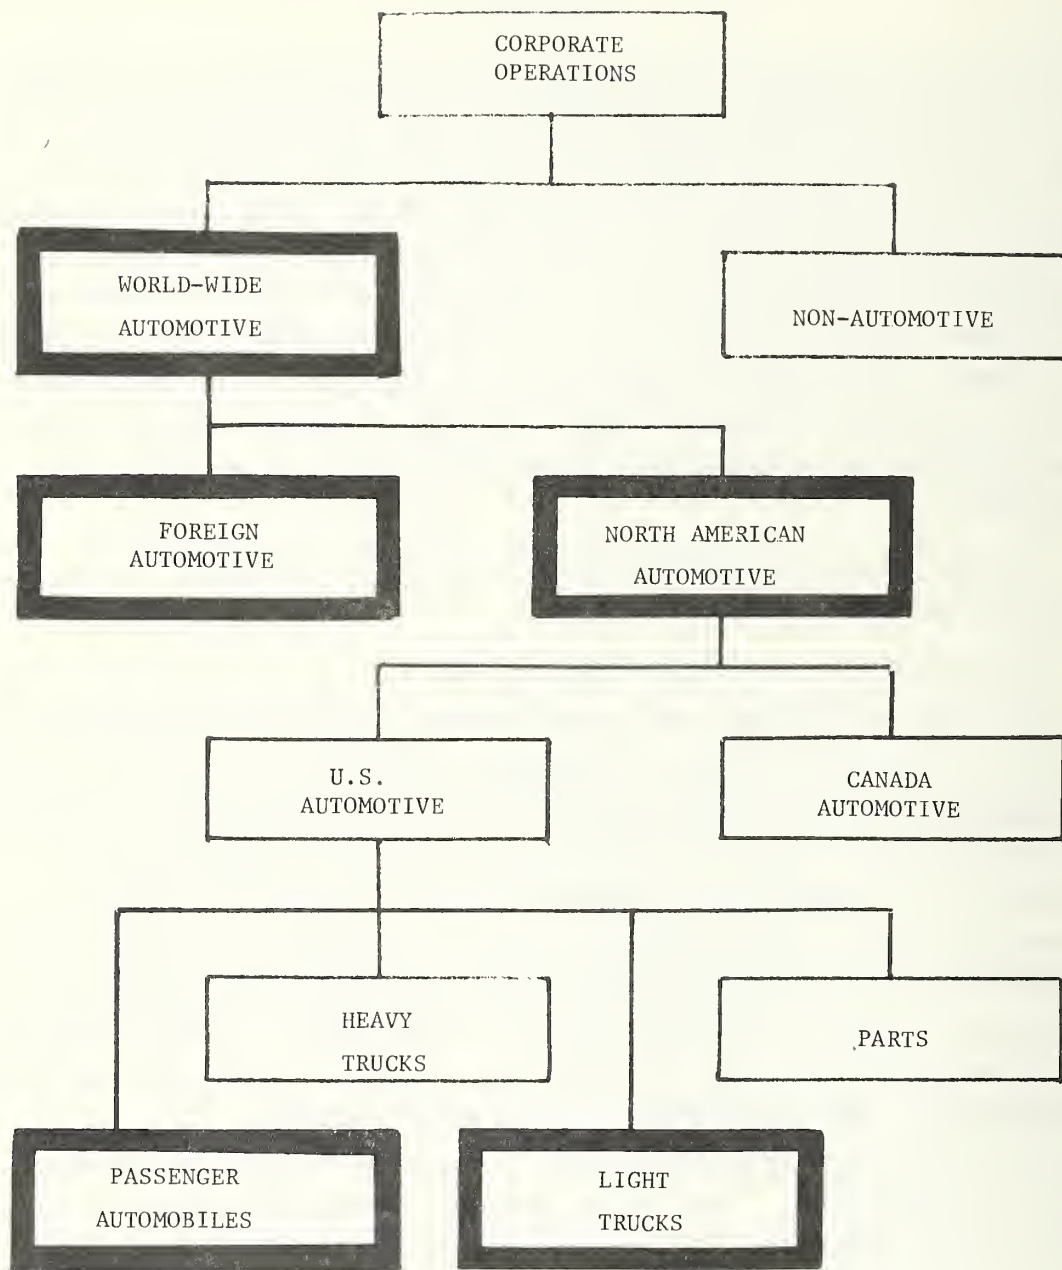 CORPORATE
OPERATIONS
WORLD-WIDE
AUTOMOTIVE
NON-AUTOMOTIVE
FOREIGN
AUTOMOTIVE
NORTH AMERICAN
AUTOMOTIVE
U.S.
AUTOMOTIVE
CANADA
AUTOMOTIVE
HEAVY
TRUCKS
PARTS
PASSENGER
AUTOMOBILES
LIGHT
TRUCKS